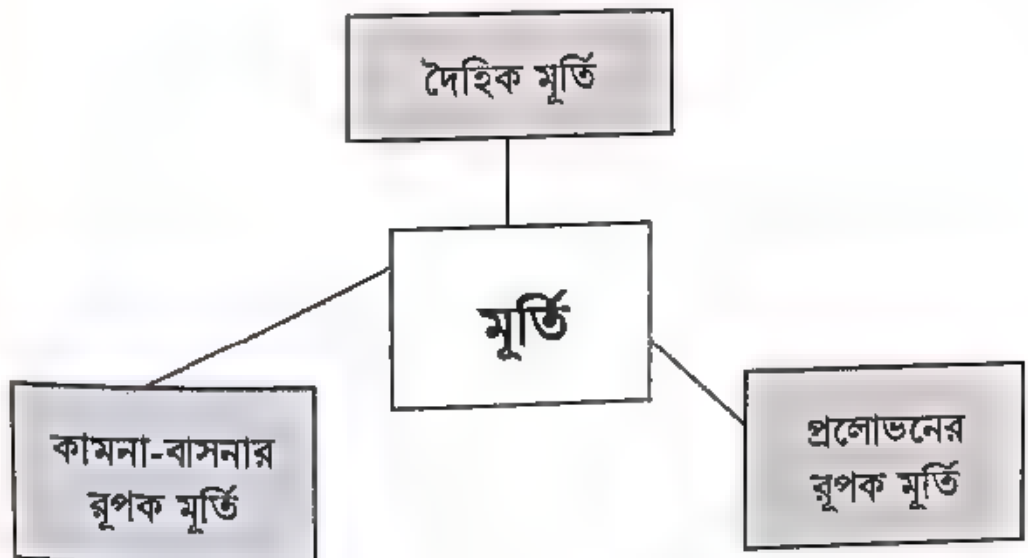 দৈহিক মূর্তি
মূর্তি
কামনা-বাসনার
রূপক মূর্তি
প্রলোভনের
রূপক মূর্তি